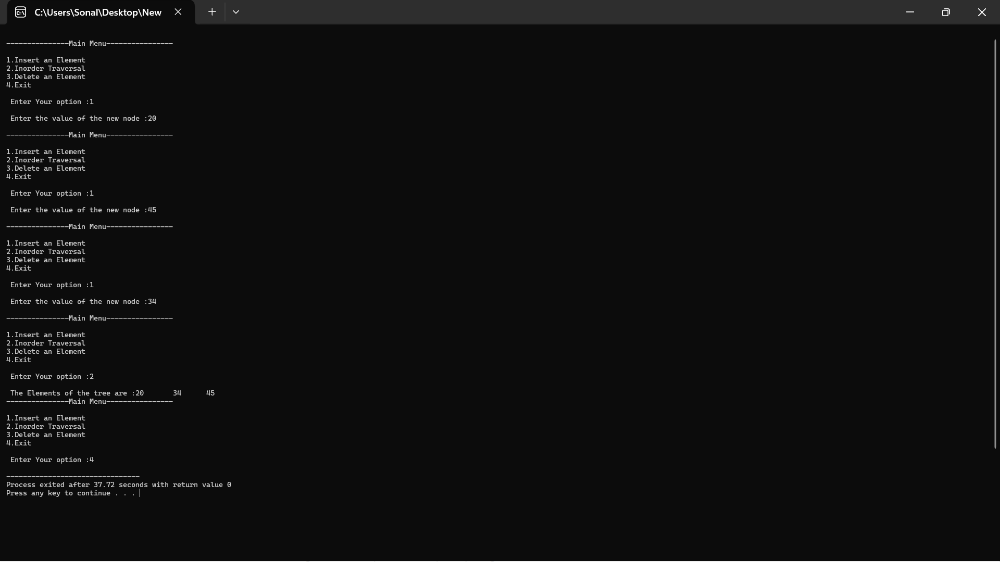 C:\Users\Sonal\Desktop\New
---------------Main Menu----------------
1.Insert an Element
2.Inorder Traversal
3.Delete an Element
4.Exit
Enter Your option :1
Enter the value of the new node :20
---------------Main Menu----------------
1.Insert an Element
2.Inorder Traversal
3.Delete an Element
4.Exit
Enter Your option :1
Enter the value of the new node :45
---------------Main Menu----------------
1.Insert an Element
2.Inorder Traversal
3.Delete an Element
4.Exit
Enter Your option :1
Enter the value of the new node :34
---------------Main Menu----------------
1.Insert an Element
2.Inorder Traversal
3.Delete an Element
4.Exit
Enter Your option :2
The Elements of the tree are :20       34      45
---------------Main Menu----------------
1.Insert an Element
2.Inorder Traversal
3.Delete an Element
4.Exit
Enter Your option :4
--------------------------------
Process exited after 37.72 seconds with return value 0
Press any key to continue . . .